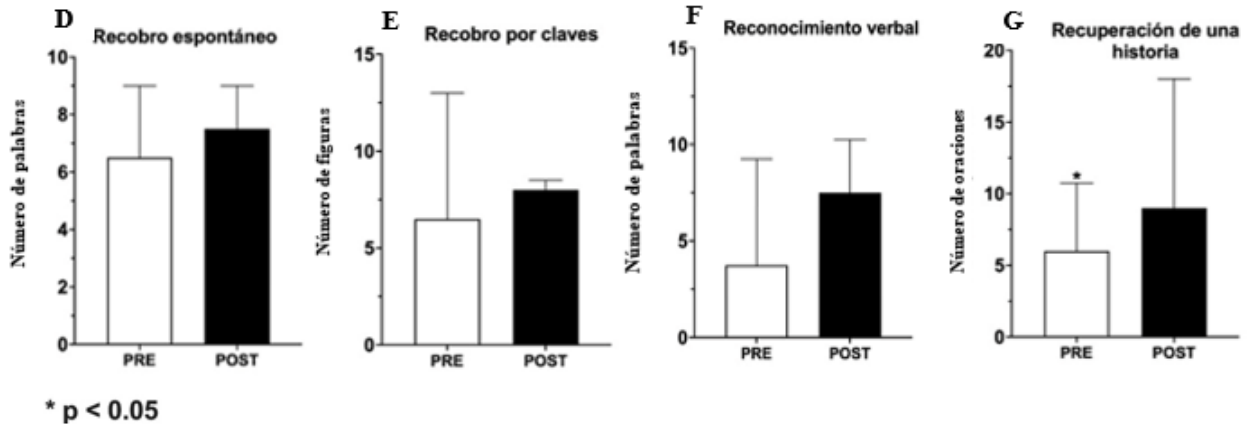 D
Recobro espontáneo
Número de palabras
10
8
6
4
2
0
PRE POST
E
Recobro por claves
Número de figuras
15
10
5
0
PRE POST
F
Reconocimiento verbal
Número de palabras
15
10
5
0
PRE POST
G
Recuperación de una
historia
Número de oraciones
20
15
10
5
0
*
PRE POST
* p < 0.05